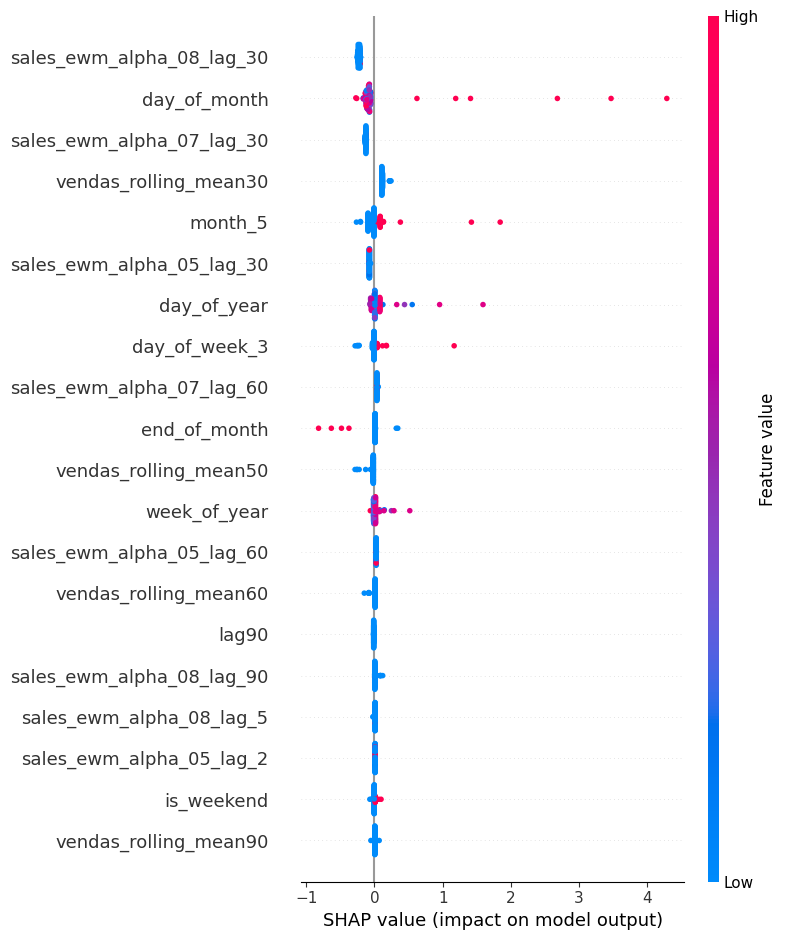 High
sales_ewm_alpha_08_lag_30
day_of_month
sales_ewm_alpha_07_lag_30
vendas_rolling_mean30
month_5
sales_ewm_alpha_05_lag_30
day_of_year
day_of_week_3
sales_ewm_alpha_07_lag_60
end_of_month
vendas_rolling_mean50
week_of_year
sales_ewm_alpha_05_lag_60
vendas_rolling_mean60
lag90
sales_ewm_alpha_08_lag_90
sales_ewm_alpha_08_lag_5
sales_ewm_alpha_05_lag_2
is_weekend
vendas_rolling_mean90
Feature value
Low
−1 0 1 2 3 4
SHAP value (impact on model output)